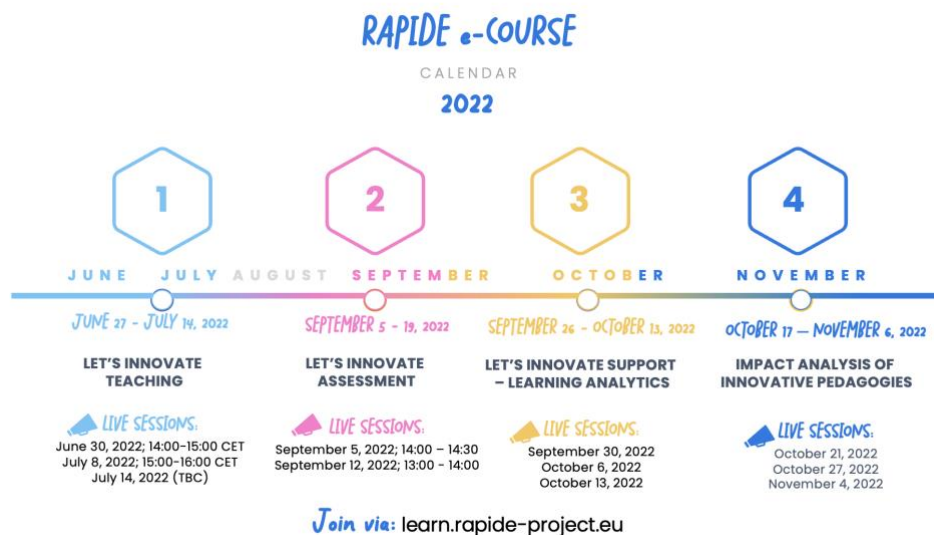 RAPIDE e-COURSE
CALENDAR
2022
1
2
3
4
JUNE JULY AUGUST SEPTEMBER OCTOBER NOVEMBER
JUNE 27 - JULY 14, 2022
LET'S INNOVATE
TEACHING
LIVE SESSIONS:
June 30, 2022; 14:00-15:00 CET
July 8, 2022; 15:00-16:00 CET
July 14, 2022 (TBC)
SEPTEMBER 5 - 19, 2022
LET'S INNOVATE
ASSESSMENT
LIVE SESSIONS:
September 5, 2022; 14:00 – 14:30
September 12, 2022; 13:00 - 14:00
SEPTEMBER 26 - OCTOBER 13, 2022
LET'S INNOVATE SUPPORT
– LEARNING ANALYTICS
LIVE SESSIONS:
September 30, 2022
October 6, 2022
October 13, 2022
OCTOBER 17 — NOVEMBER 6, 2022
IMPACT ANALYSIS OF
INNOVATIVE PEDAGOGIES
LIVE SESSIONS:
October 21, 2022
October 27, 2022
November 4, 2022
Join via: learn.rapide-project.eu